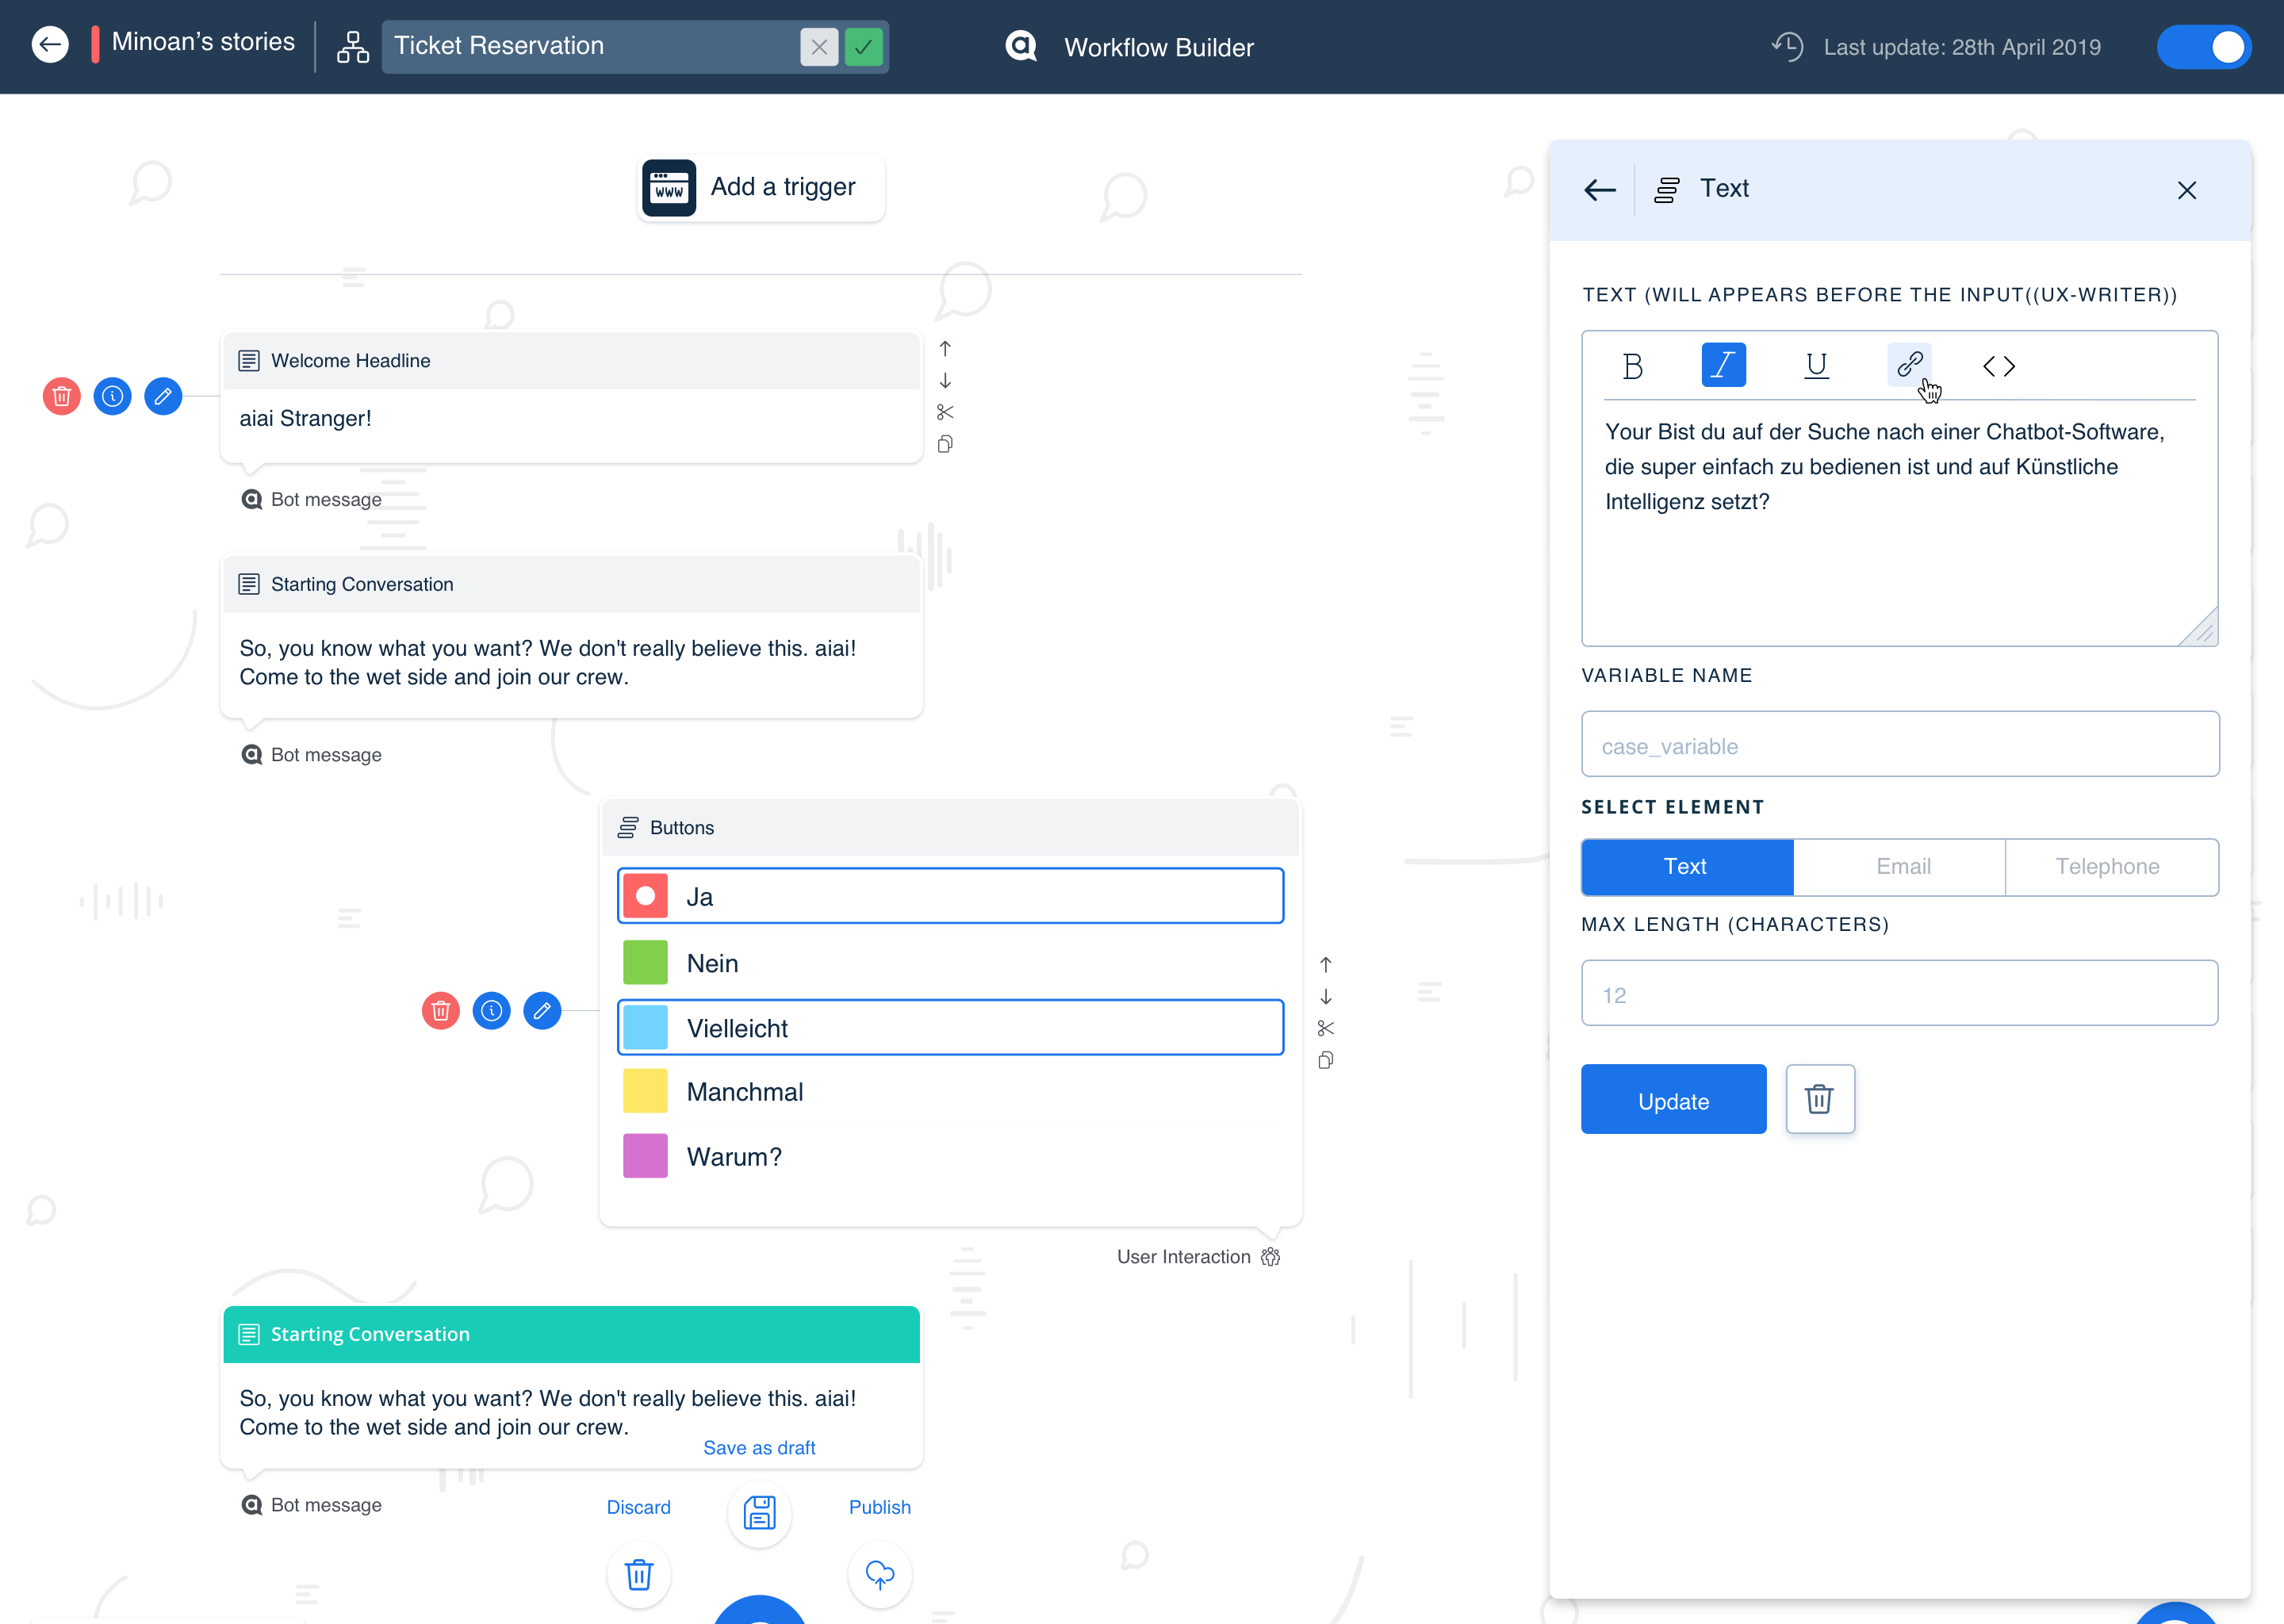 Minoan’s stories
Ticket Reservation
Workflow Builder
Last update: 28th April 2019
WWW
Add a trigger
Welcome Headline
aiai Stranger!
Bot message
Starting Conversation
So, you know what you want? We don't really believe this. aiai!
Come to the wet side and join our crew.
Bot message
Buttons
Ja
Nein
Vielleicht
Manchmal
Warum?
User Interaction
Starting Conversation
So, you know what you want? We don't really believe this. aiai!
Come to the wet side and join our crew.
Save as draft
Bot message
Discard
Publish
Text
TEXT (WILL APPEARS BEFORE THE INPUT((UX-WRITER))
B I U
Your Bist du auf der Suche nach einer Chatbot-Software,
die super einfach zu bedienen ist und auf Künstliche
Intelligenz setzt?
VARIABLE NAME
case_variable
SELECT ELEMENT
Text
Email
Telephone
MAX LENGTH (CHARACTERS)
12
Update